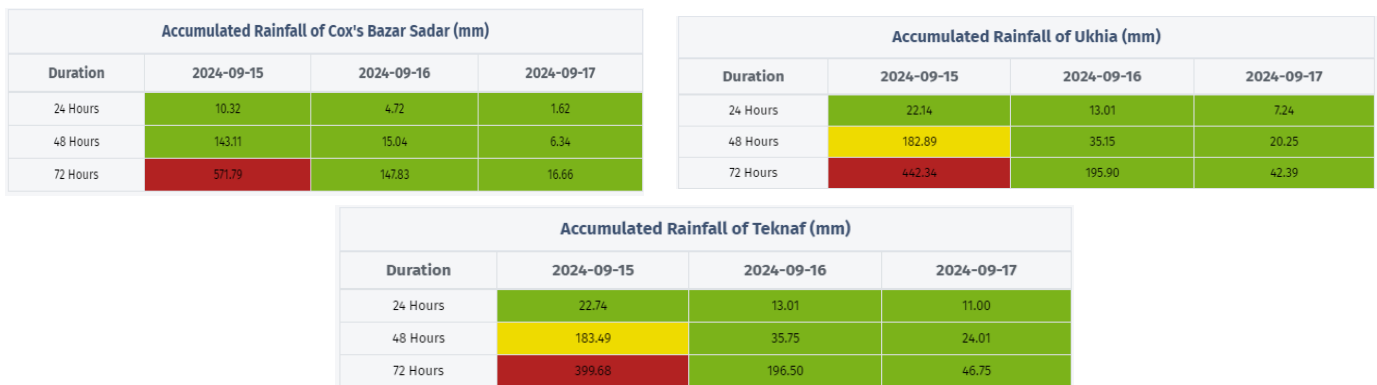 Accumulated Rainfall of Cox's Bazar Sadar (mm)
Duration 2024-09-15 2024-09-16 2024-09-17
24 Hours 10.32 4.72 1.62
48 Hours 143.11 15.04 6.34
72 Hours 571.79 147.83 16.66
Accumulated Rainfall of Ukhia (mm)
Duration 2024-09-15 2024-09-16 2024-09-17
24 Hours 22.14 13.01 7.24
48 Hours 182.89 35.15 20.25
72 Hours 442.34 195.90 42.39
Accumulated Rainfall of Teknaf (mm)
Duration 2024-09-15 2024-09-16 2024-09-17
24 Hours 22.74 13.01 11.00
48 Hours 183.49 35.75 24.01
72 Hours 399.68 196.50 46.75